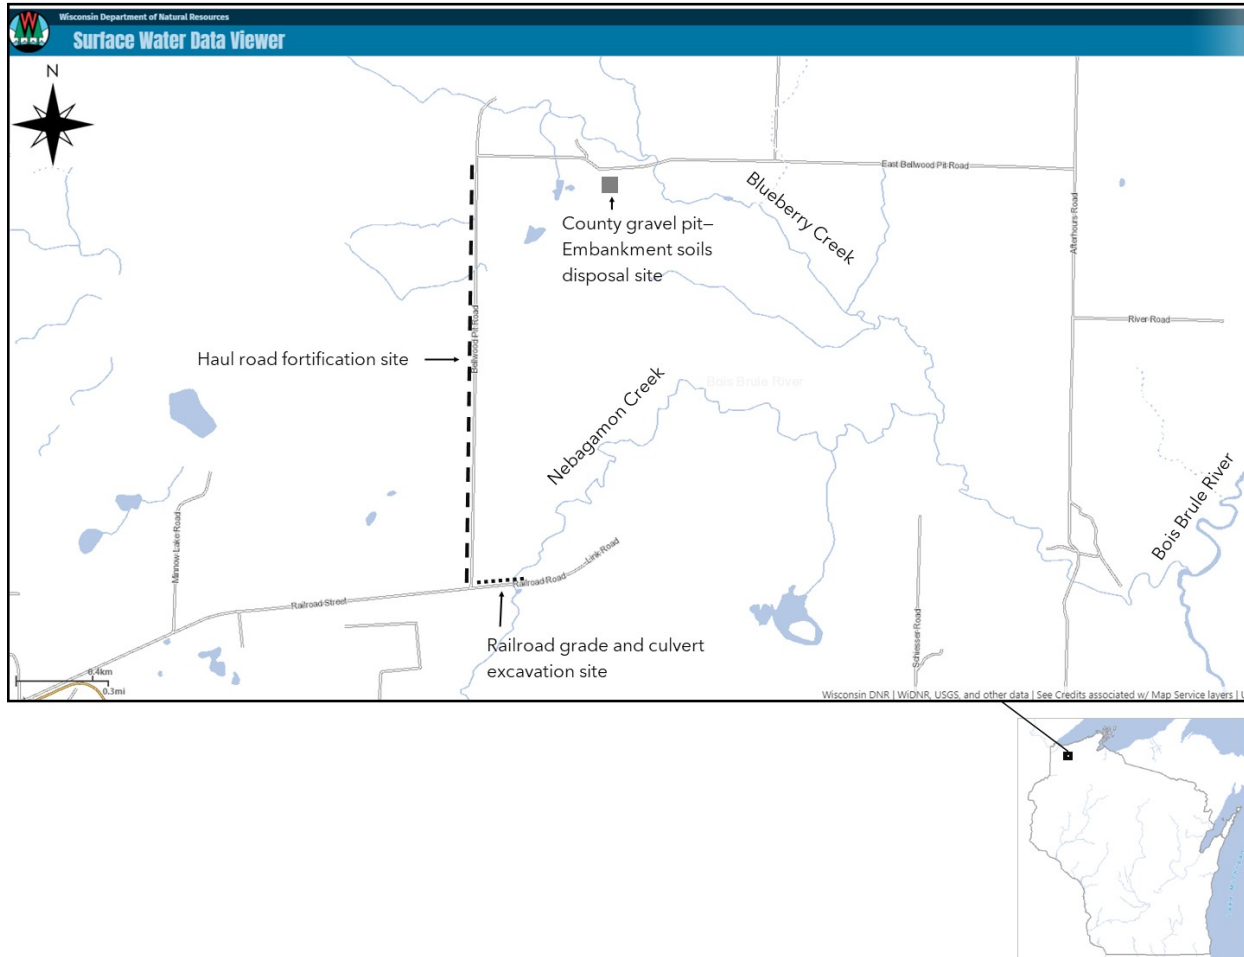 Wisconsin Department of Natural Resources
Surface Water Data Viewer
N
East Bellwood Pit Road
Blueberry Creek
Afterhours Road
County gravel pit–
Embankment soils
disposal site
River Road
Bellwood Pit Road
Haul road fortification site
Bois Brule River
Nebagamon Creek
Bois Brule River
Minnow Lake Road
Link Road
Railroad Road
Railroad Street
Schiesser Road
Railroad grade and culvert
excavation site
0.4km
0.3mi
Wisconsin DNR | WiDNR, USGS, and other data | See Credits associated w/ Map Service layers |